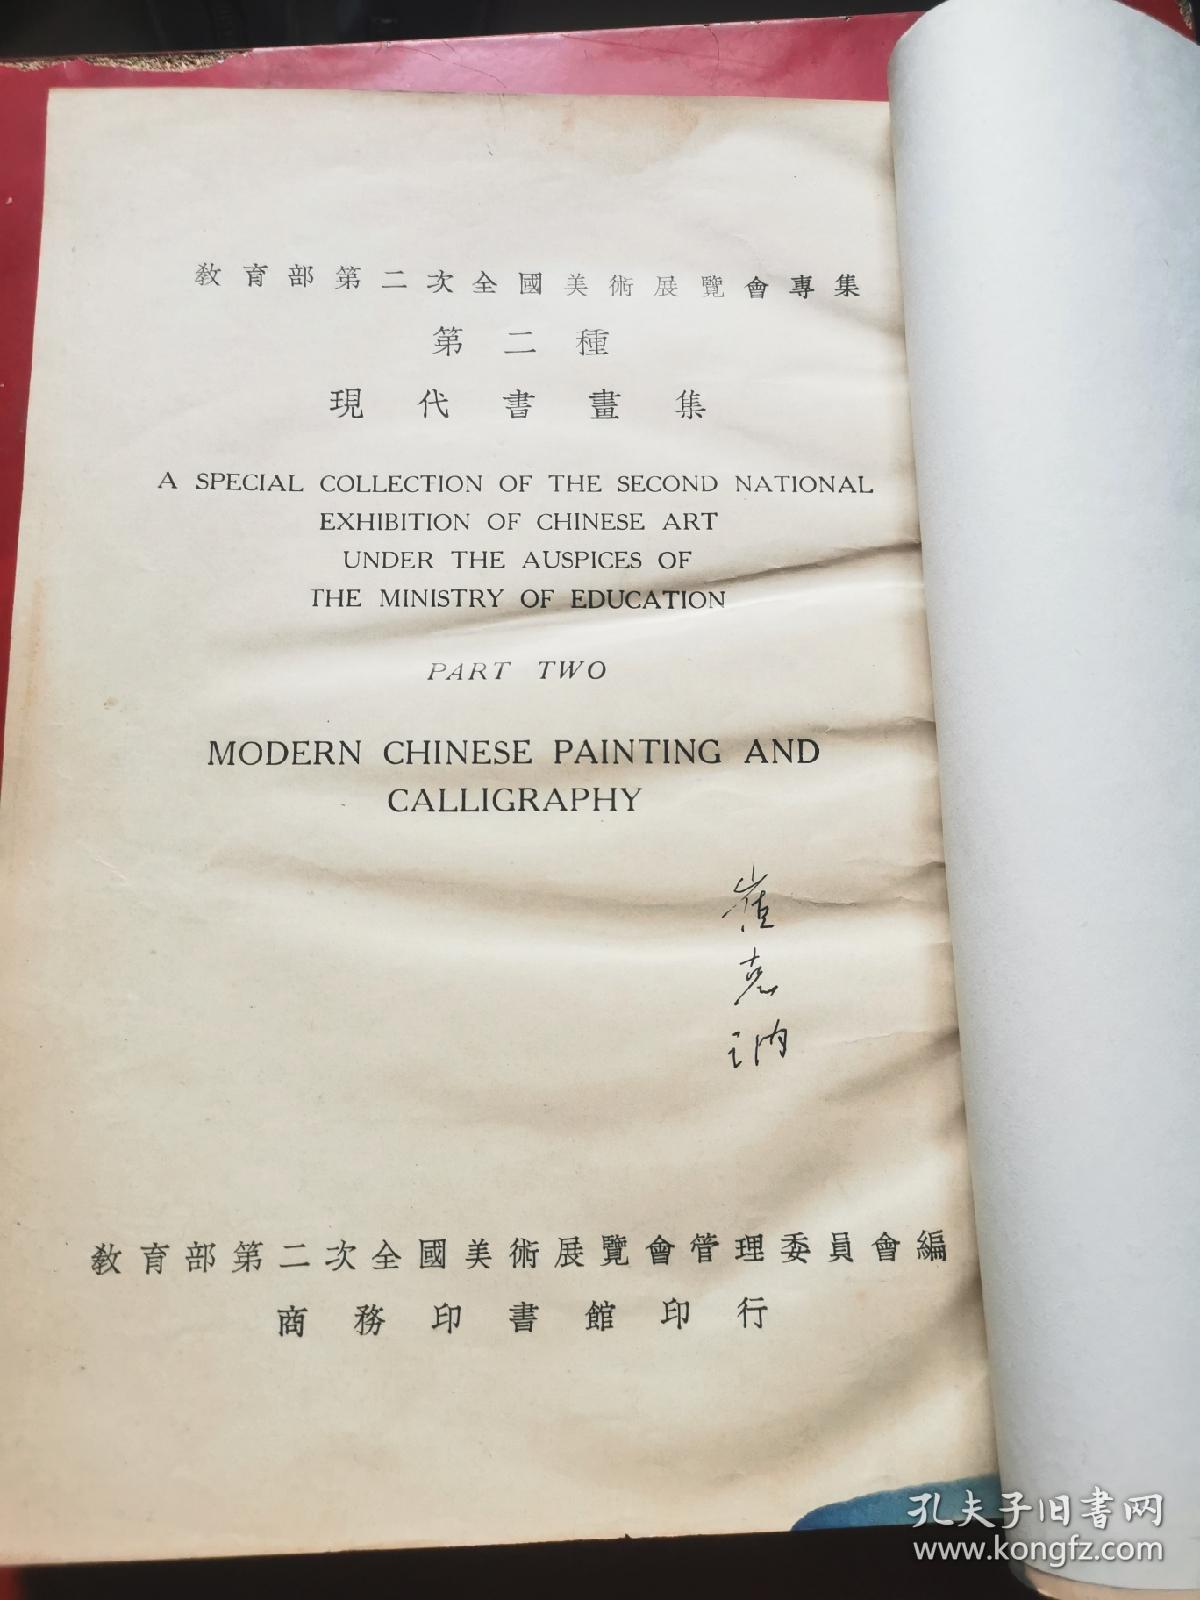 教育部第二次全國美術展覽會專集
第二種
現代書畫集
A SPECIAL COLLECTION OF THE SECOND NATIONAL
EXHIBITION OF CHINESE ART
UNDER THE AUSPICES OF
THE MINISTRY OF EDUCATION
PART TWO
MODERN CHINESE PAINTING AND
CALLIGRAPHY
崔
教育部第二次全國美術展覽會管理委員會編
商務印書館印行
孔夫子旧书网
www.kongfz.com